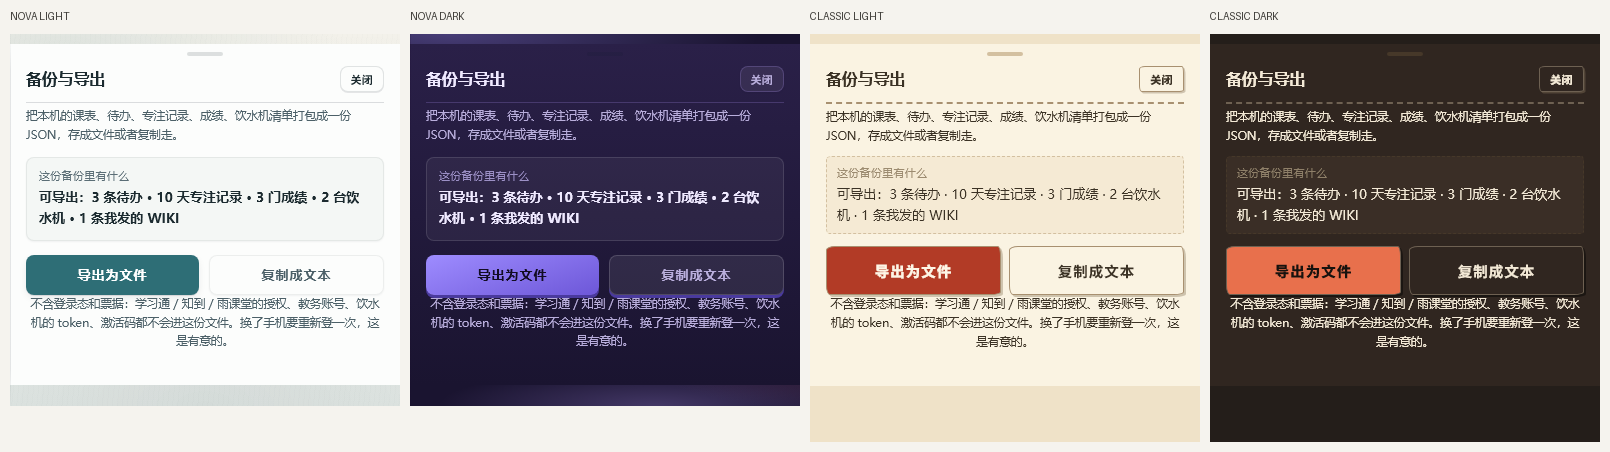 NOVA LIGHT
备份与导出
关闭
把本机的课表、待办、专注记录、成绩、饮水机清单打包成一份
JSON，存成文件或者复制走。
这份备份里有什么
可导出：3 条待办 • 10 天专注记录 • 3 门成绩 • 2 台饮
水机 • 1 条我发的 WIKI
导出为文件
复制成文本
不含登录态和票据：学习通 / 知到 / 雨课堂的授权、教务账号、饮水
机的 token、激活码都不会进这份文件。换了手机要重新登一次，这
是有意的。
NOVA DARK
备份与导出
关闭
把本机的课表、待办、专注记录、成绩、饮水机清单打包成一份
JSON，存成文件或者复制走。
这份备份里有什么
可导出：3 条待办 • 10 天专注记录 • 3 门成绩 • 2 台饮
水机 • 1 条我发的 WIKI
导出为文件
复制成文本
不含登录态和票据：学习通 / 知到 / 雨课堂的授权、教务账号、饮水
机的 token、激活码都不会进这份文件。换了手机要重新登一次，这
是有意的。
CLASSIC LIGHT
备份与导出
关闭
把本机的课表、待办、专注记录、成绩、饮水机清单打包成一份
JSON，存成文件或者复制走。
这份备份里有什么
可导出：3 条待办 · 10 天专注记录 · 3 门成绩 · 2 台饮水
机 · 1 条我发的 WIKI
导出为文件
复制成文本
不含登录态和票据：学习通 / 知到 / 雨课堂的授权、教务账号、饮水
机的 token、激活码都不会进这份文件。换了手机要重新登一次，这
是有意的。
CLASSIC DARK
备份与导出
关闭
把本机的课表、待办、专注记录、成绩、饮水机清单打包成一份
JSON，存成文件或者复制走。
这份备份里有什么
可导出：3 条待办 · 10 天专注记录 · 3 门成绩 · 2 台饮水
机 · 1 条我发的 WIKI
导出为文件
复制成文本
不含登录态和票据：学习通 / 知到 / 雨课堂的授权、教务账号、饮水
机的 token、激活码都不会进这份文件。换了手机要重新登一次，这
是有意的。